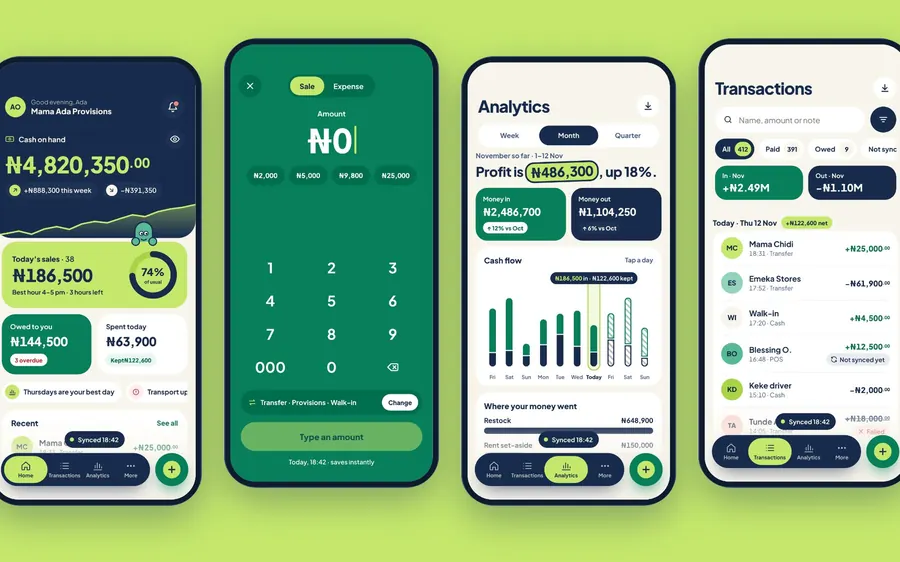 AO
Good evening, Ada
Mama Ada Provisions
Cash on hand
₦4,820,350.00
+₦888,300 this week
−₦391,350
Today's sales · 38
₦186,500
Best hour 4–5 pm · 3 hours left
74%
of usual
Owed to you
₦144,500
3 overdue
Spent today
₦63,900
Kept ₦122,600
Thursdays are your best day
Transport up
Recent
See all
MC
Mama
+₦25,000.00
Synced 18:42
Home
Transactions
Analytics
More
Sale
Expense
Amount
₦0
₦2,000
₦5,000
₦9,800
₦25,000
1
2
3
4
5
6
7
8
9
000
0
Transfer · Provisions · Walk-in
Change
Type an amount
Today, 18:42 · saves instantly
Analytics
Week
Month
Quarter
November so far · 1–12 Nov
Profit is ₦486,300, up 18%.
Money in
₦2,486,700
↑ 12% vs Oct
Money out
₦1,104,250
↑ 6% vs Oct
Cash flow
Tap a day
₦186,500 in · ₦122,600 kept
Fri
Sat
Sun
Mon
Tue
Wed
Today
Fri
Sat
Sun
Where your money went
Restock
₦648,900
Rent set-aside
₦150,000
Synced 18:42
Home
Transactions
Analytics
More
Transactions
Name, amount or note
All 412
Paid 391
Owed 9
Not sync
In · Nov
+₦2.49M
Out · Nov
−₦1.10M
Today · Thu 12 Nov
+₦122,600 net
MC
Mama Chidi
18:31 · Transfer
+₦25,000.00
ES
Emeka Stores
17:52 · Transfer
−₦61,900.00
WI
Walk-in
17:20 · Cash
+₦4,500.00
BO
Blessing O.
16:48 · POS
+₦12,500.00
Not synced yet
KD
Keke driver
15:10 · Cash
−₦2,000.00
TA
Tunde
14:05 · Transfer
+₦18,000.00
Failed
Synced 18:42
Home
Transactions
Analytics
More